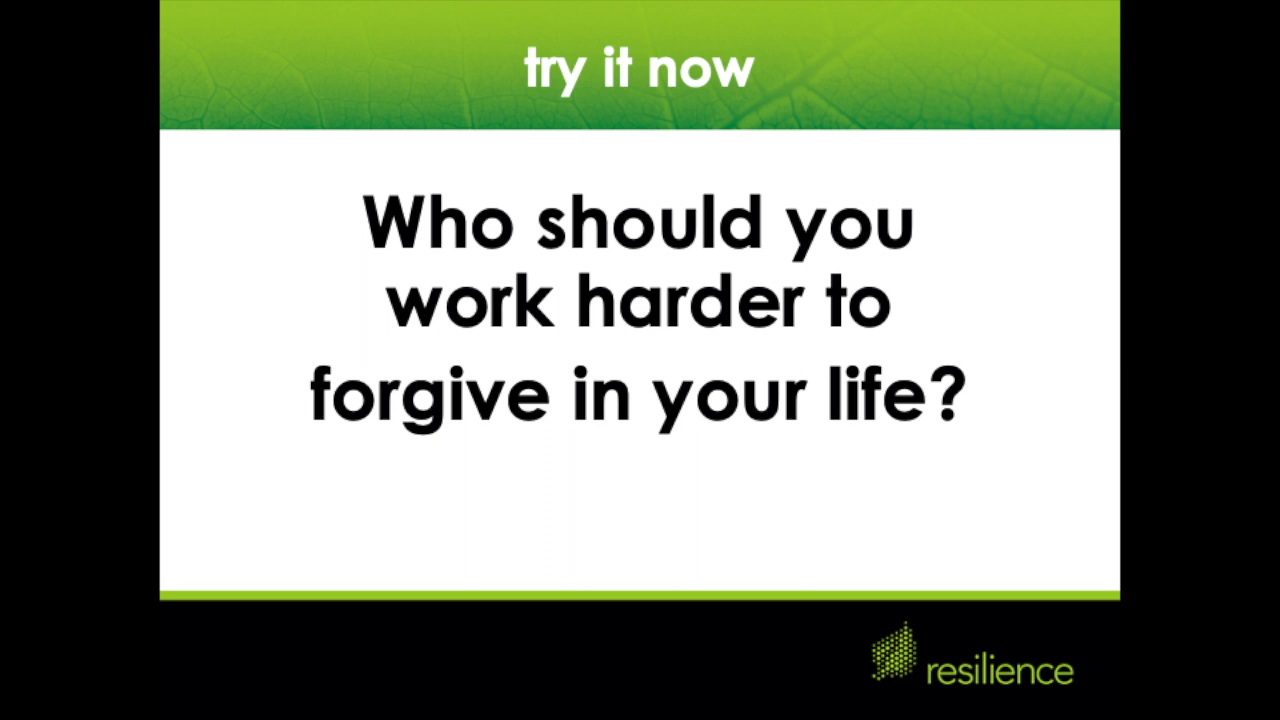 try it now
Who should you
work harder to
forgive in your life?
resilience